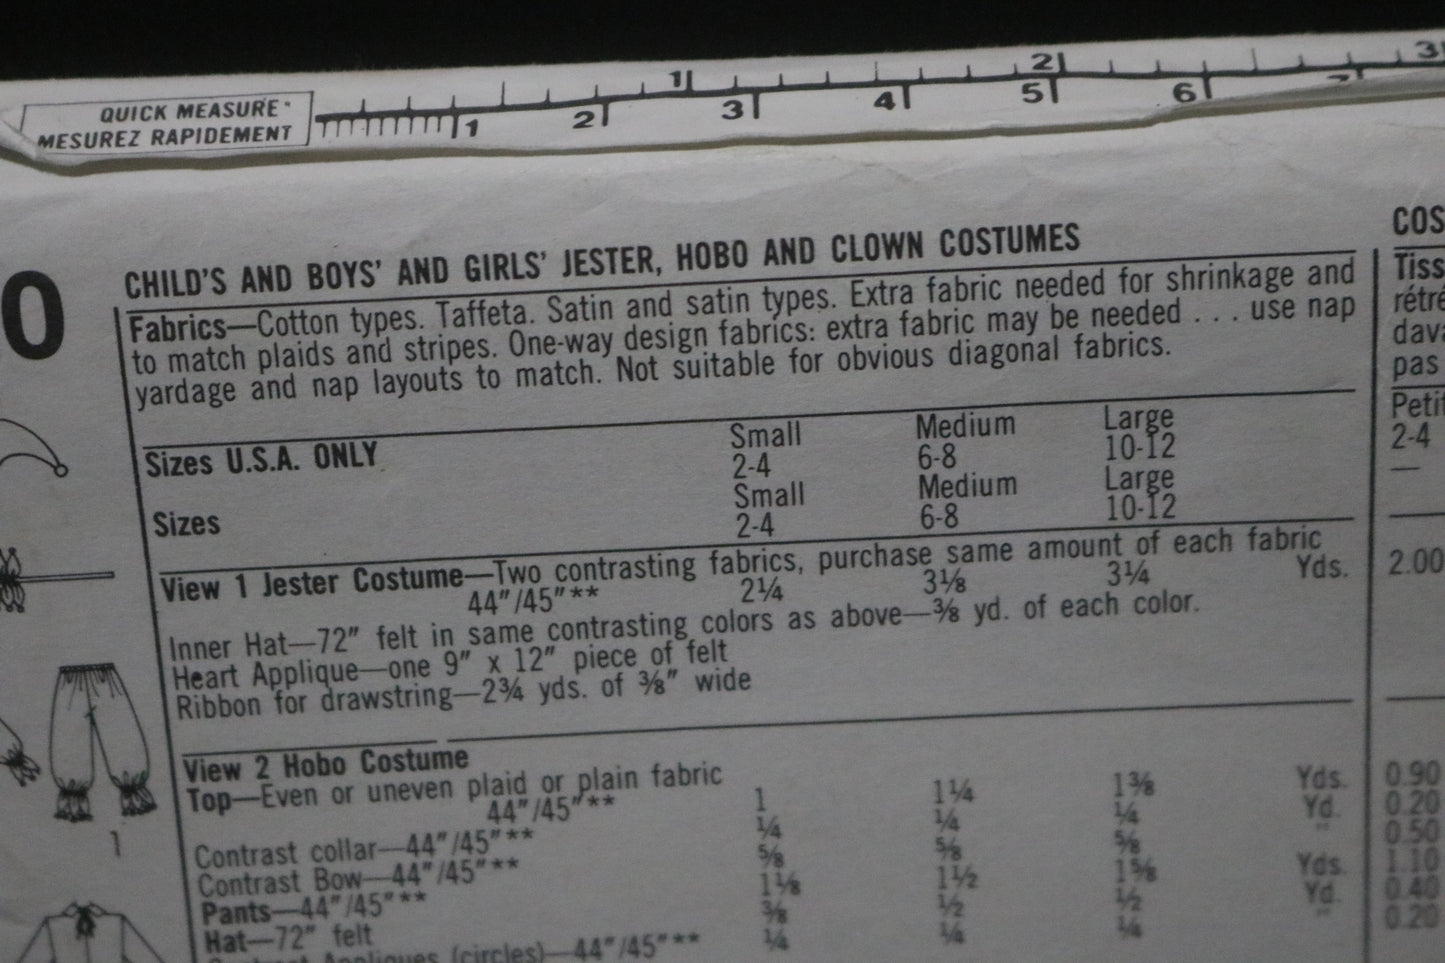 1 2 3
QUICK MEASURE
MESUREZ RAPIDEMENT
1 2 3 4 5 6 7
0
CHILD'S AND BOYS' AND GIRLS' JESTER, HOBO AND CLOWN COSTUMES
Fabrics—Cotton types. Taffeta. Satin and satin types. Extra fabric needed for shrinkage and
to match plaids and stripes. One-way design fabrics: extra fabric may be needed . . . use nap
yardage and nap layouts to match. Not suitable for obvious diagonal fabrics.
Small Medium Large
Sizes U.S.A. ONLY 2-4 6-8 10-12
Small Medium Large
Sizes 2-4 6-8 10-12
View 1 Jester Costume—Two contrasting fabrics, purchase same amount of each fabric
44"/45"** 2¼ 3⅛ 3¼ Yds.
Inner Hat—72" felt in same contrasting colors as above—⅜ yd. of each color.
Heart Applique—one 9" x 12" piece of felt
Ribbon for drawstring—2¾ yds. of ⅜" wide
View 2 Hobo Costume
Top—Even or uneven plaid or plain fabric
44"/45"** 1 1¼ 1⅜ Yds.
Contrast collar—44"/45"** ¼ ¼ ¼ Yd.
Contrast Bow—44"/45"** ⅝ ⅝ ⅝ "
Pants—44"/45"** 1⅛ 1½ 1⅝ Yds.
Hat—72" felt ⅜ ½ ½ Yd.
(circles)—44"/45"** ¼ ¼ ¼ "
1
COS
Tiss
rétré
dava
pas
Petit
2-4
—
2.00
0.90
0.20
0.50
1.10
0.40
0.20